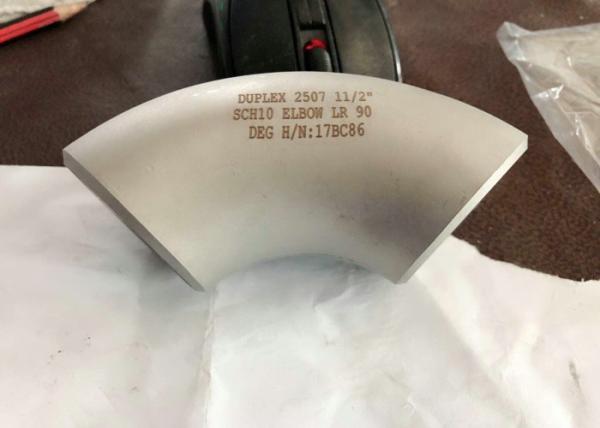 DUPLEX 2507 11/2"
SCH10 ELBOW LR 90
DEG H/N:17BC86